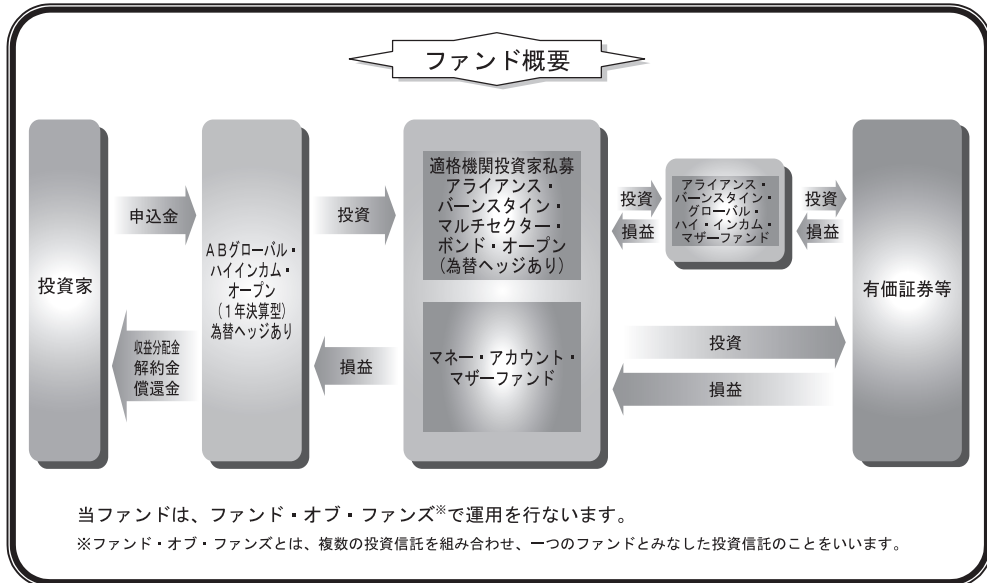 ファンド概要
投資家
申込金
収益分配金
解約金
償還金
ABグローバル・
ハイインカム・
オープン
(1年決算型)
為替ヘッジあり
投資
損益
適格機関投資家私募
アライアンス・
バーンスタイン・
マルチセクター・
ボンド・オープン
(為替ヘッジあり)
マネー・アカウント・
マザーファンド
投資
損益
アライアンス・
バーンスタイン・
グローバル・
ハイ・インカム・
マザーファンド
投資
損益
投資
損益
有価証券等
当ファンドは、ファンド・オブ・ファンズ※で運用を行ないます。
※ファンド・オブ・ファンズとは、複数の投資信託を組み合わせ、一つのファンドとみなした投資信託のことをいいます。